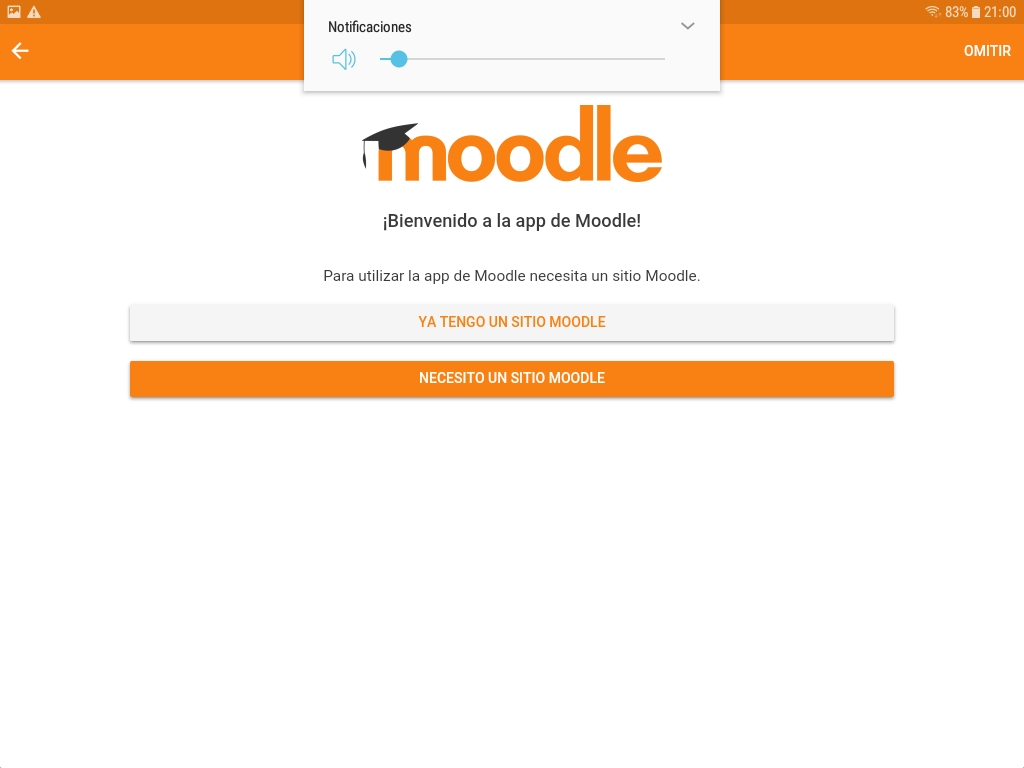 83% 21:00
Notificaciones
OMITIR
moodle
¡Bienvenido a la app de Moodle!
Para utilizar la app de Moodle necesita un sitio Moodle.
YA TENGO UN SITIO MOODLE
NECESITO UN SITIO MOODLE